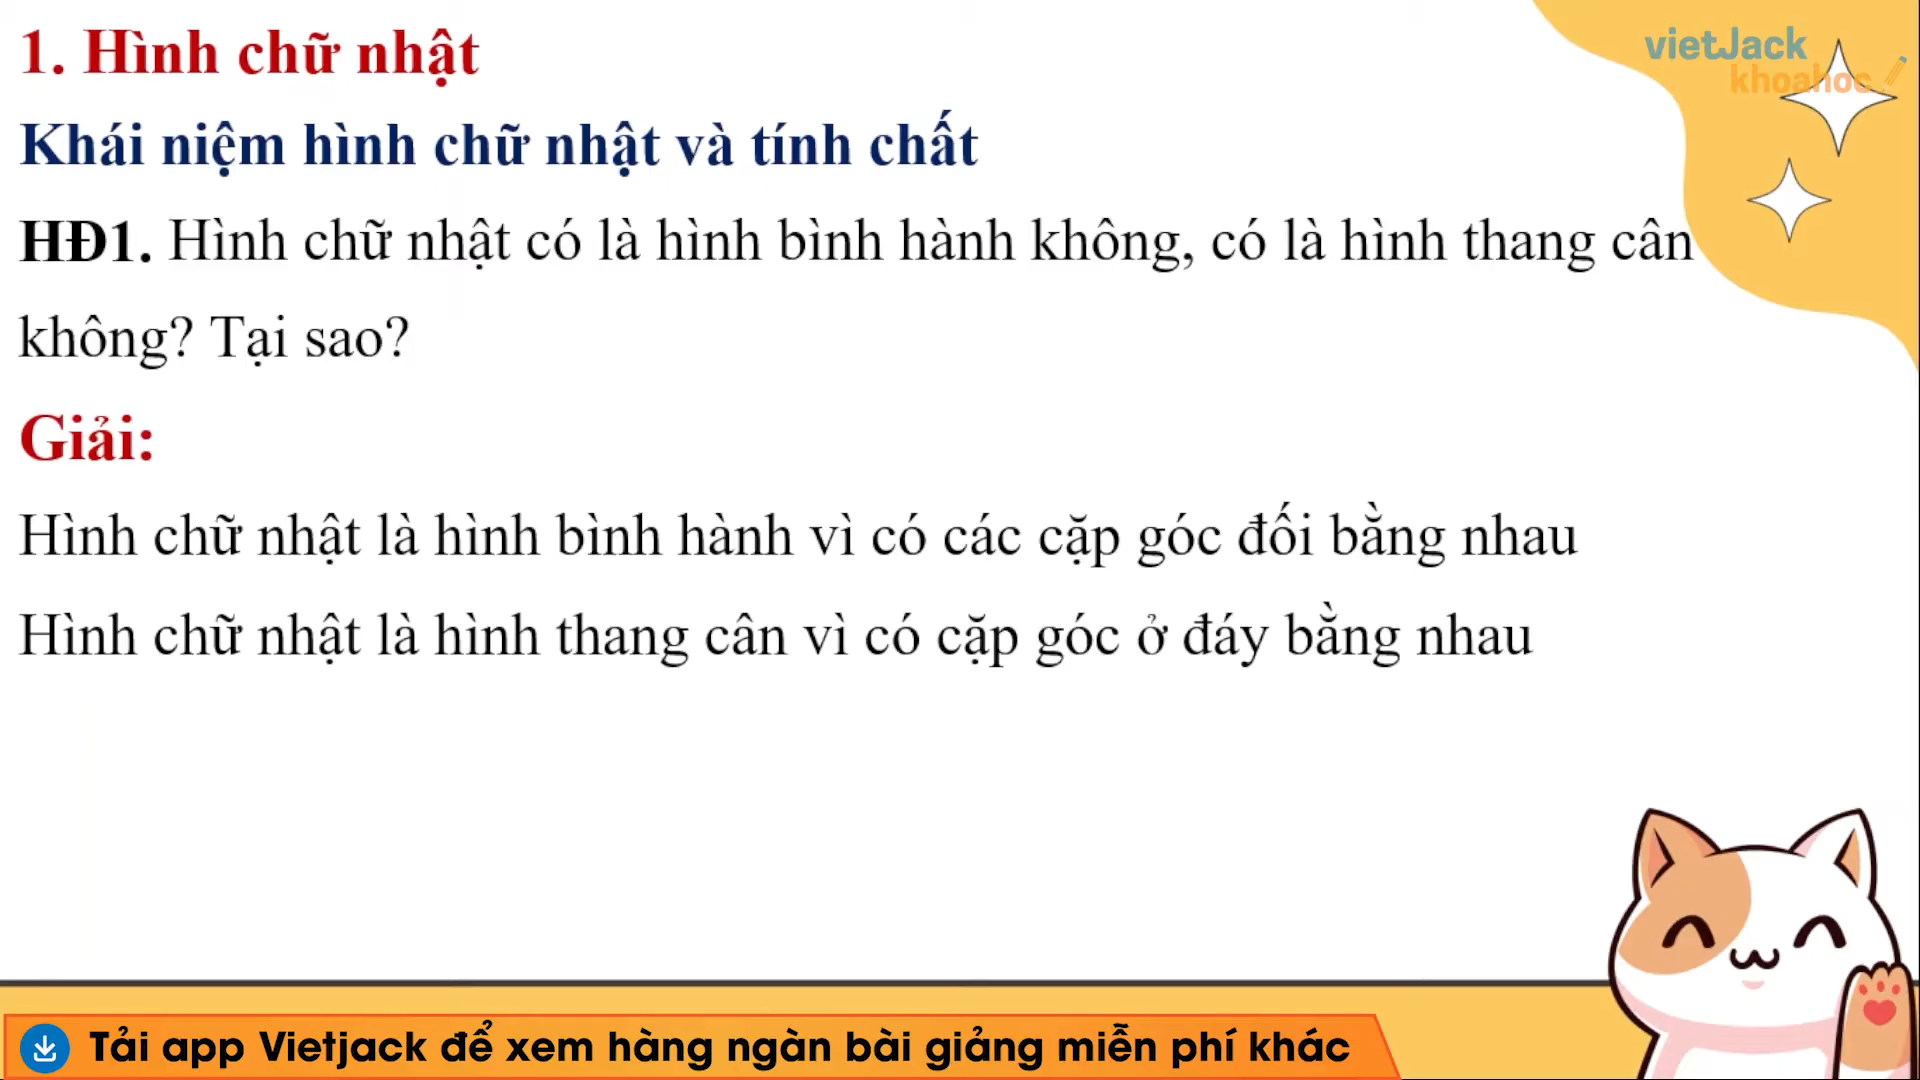 1. Hình chữ nhật
vietJack
khoahoc
Khái niệm hình chữ nhật và tính chất
HĐ1. Hình chữ nhật có là hình bình hành không, có là hình thang cân
không? Tại sao?
Giải:
Hình chữ nhật là hình bình hành vì có các cặp góc đối bằng nhau
Hình chữ nhật là hình thang cân vì có cặp góc ở đáy bằng nhau
Tải app Vietjack để xem hàng ngàn bài giảng miễn phí khác